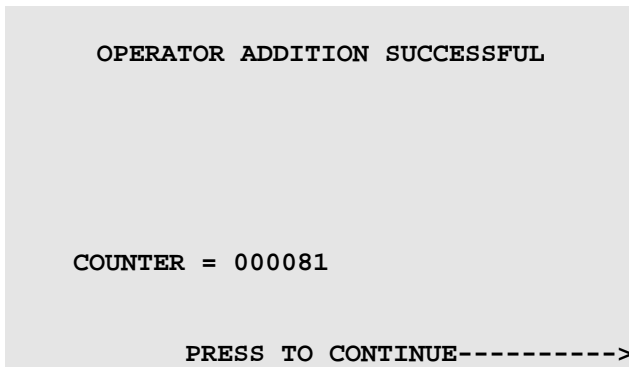 OPERATOR ADDITION SUCCESSFUL
COUNTER = 000081
PRESS TO CONTINUE---------->